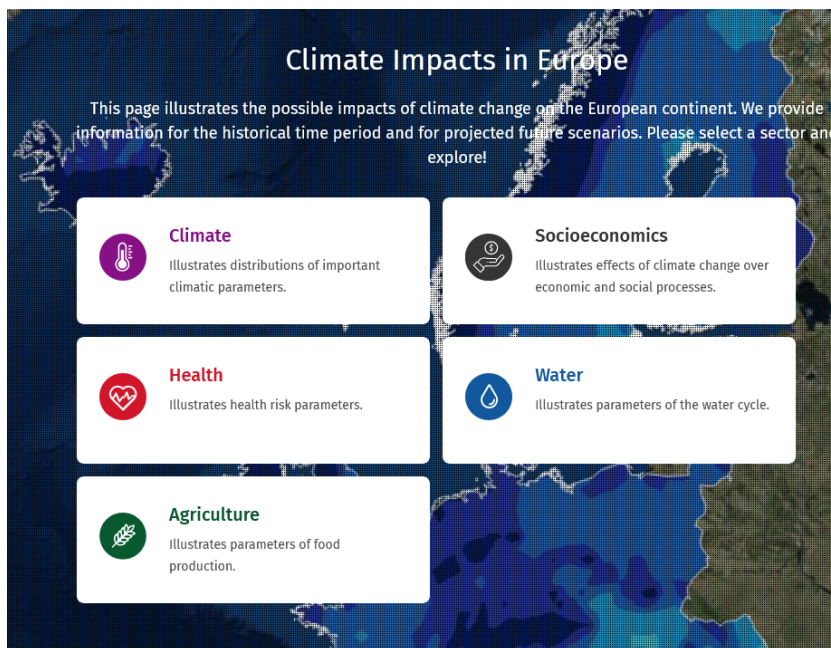 Climate Impacts in Europe
This page illustrates the possible impacts of climate change on the European continent. We provide
information for the historical time period and for projected future scenarios. Please select a sector and
explore!
Climate
Illustrates distributions of important
climatic parameters.
Socioeconomics
Illustrates effects of climate change over
economic and social processes.
Health
Illustrates health risk parameters.
Water
Illustrates parameters of the water cycle.
Agriculture
Illustrates parameters of food
production.